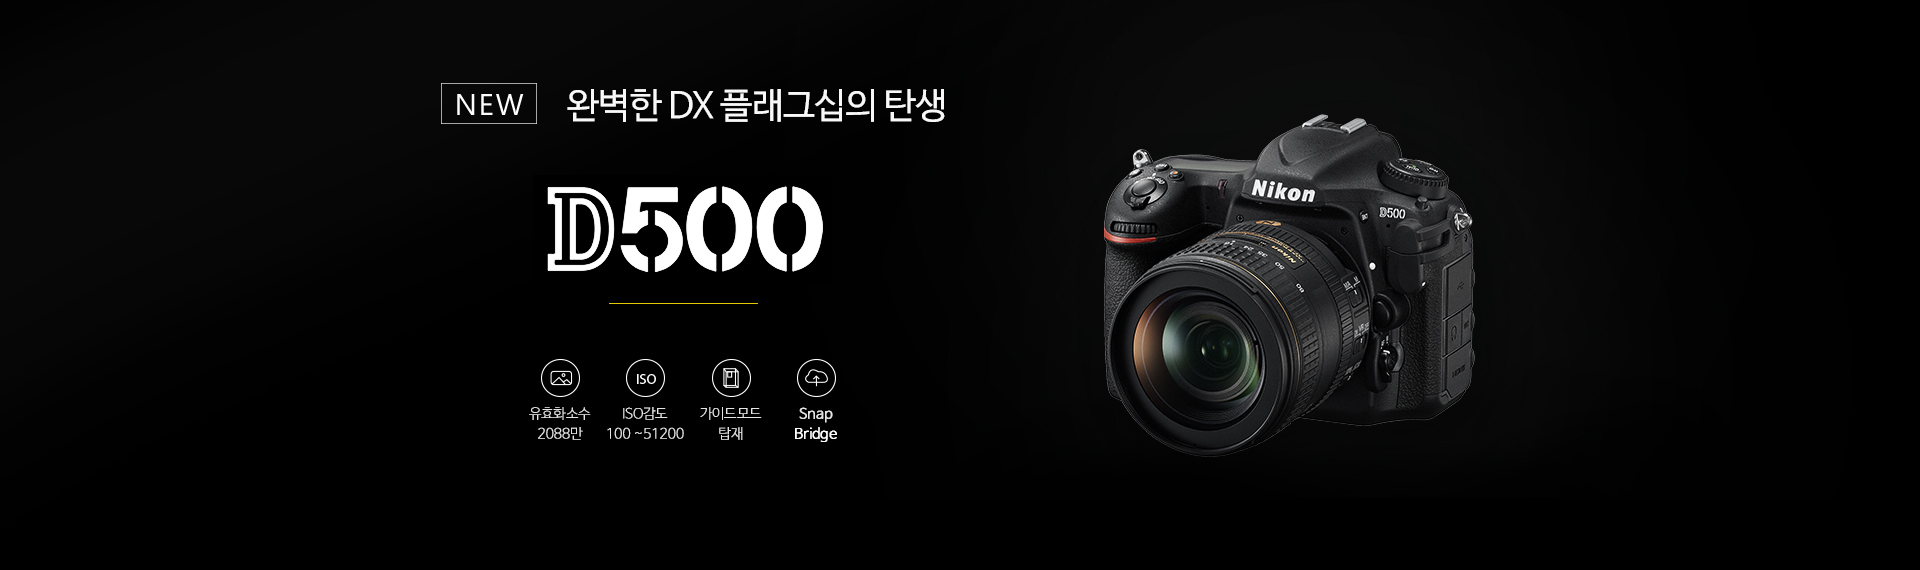 NEW 완벽한 DX 플래그십의 탄생
D500
유효화소수
2088만
ISO
ISO감도
100 ~51200
가이드모드
탑재
Snap
Bridge
Nikon
D500